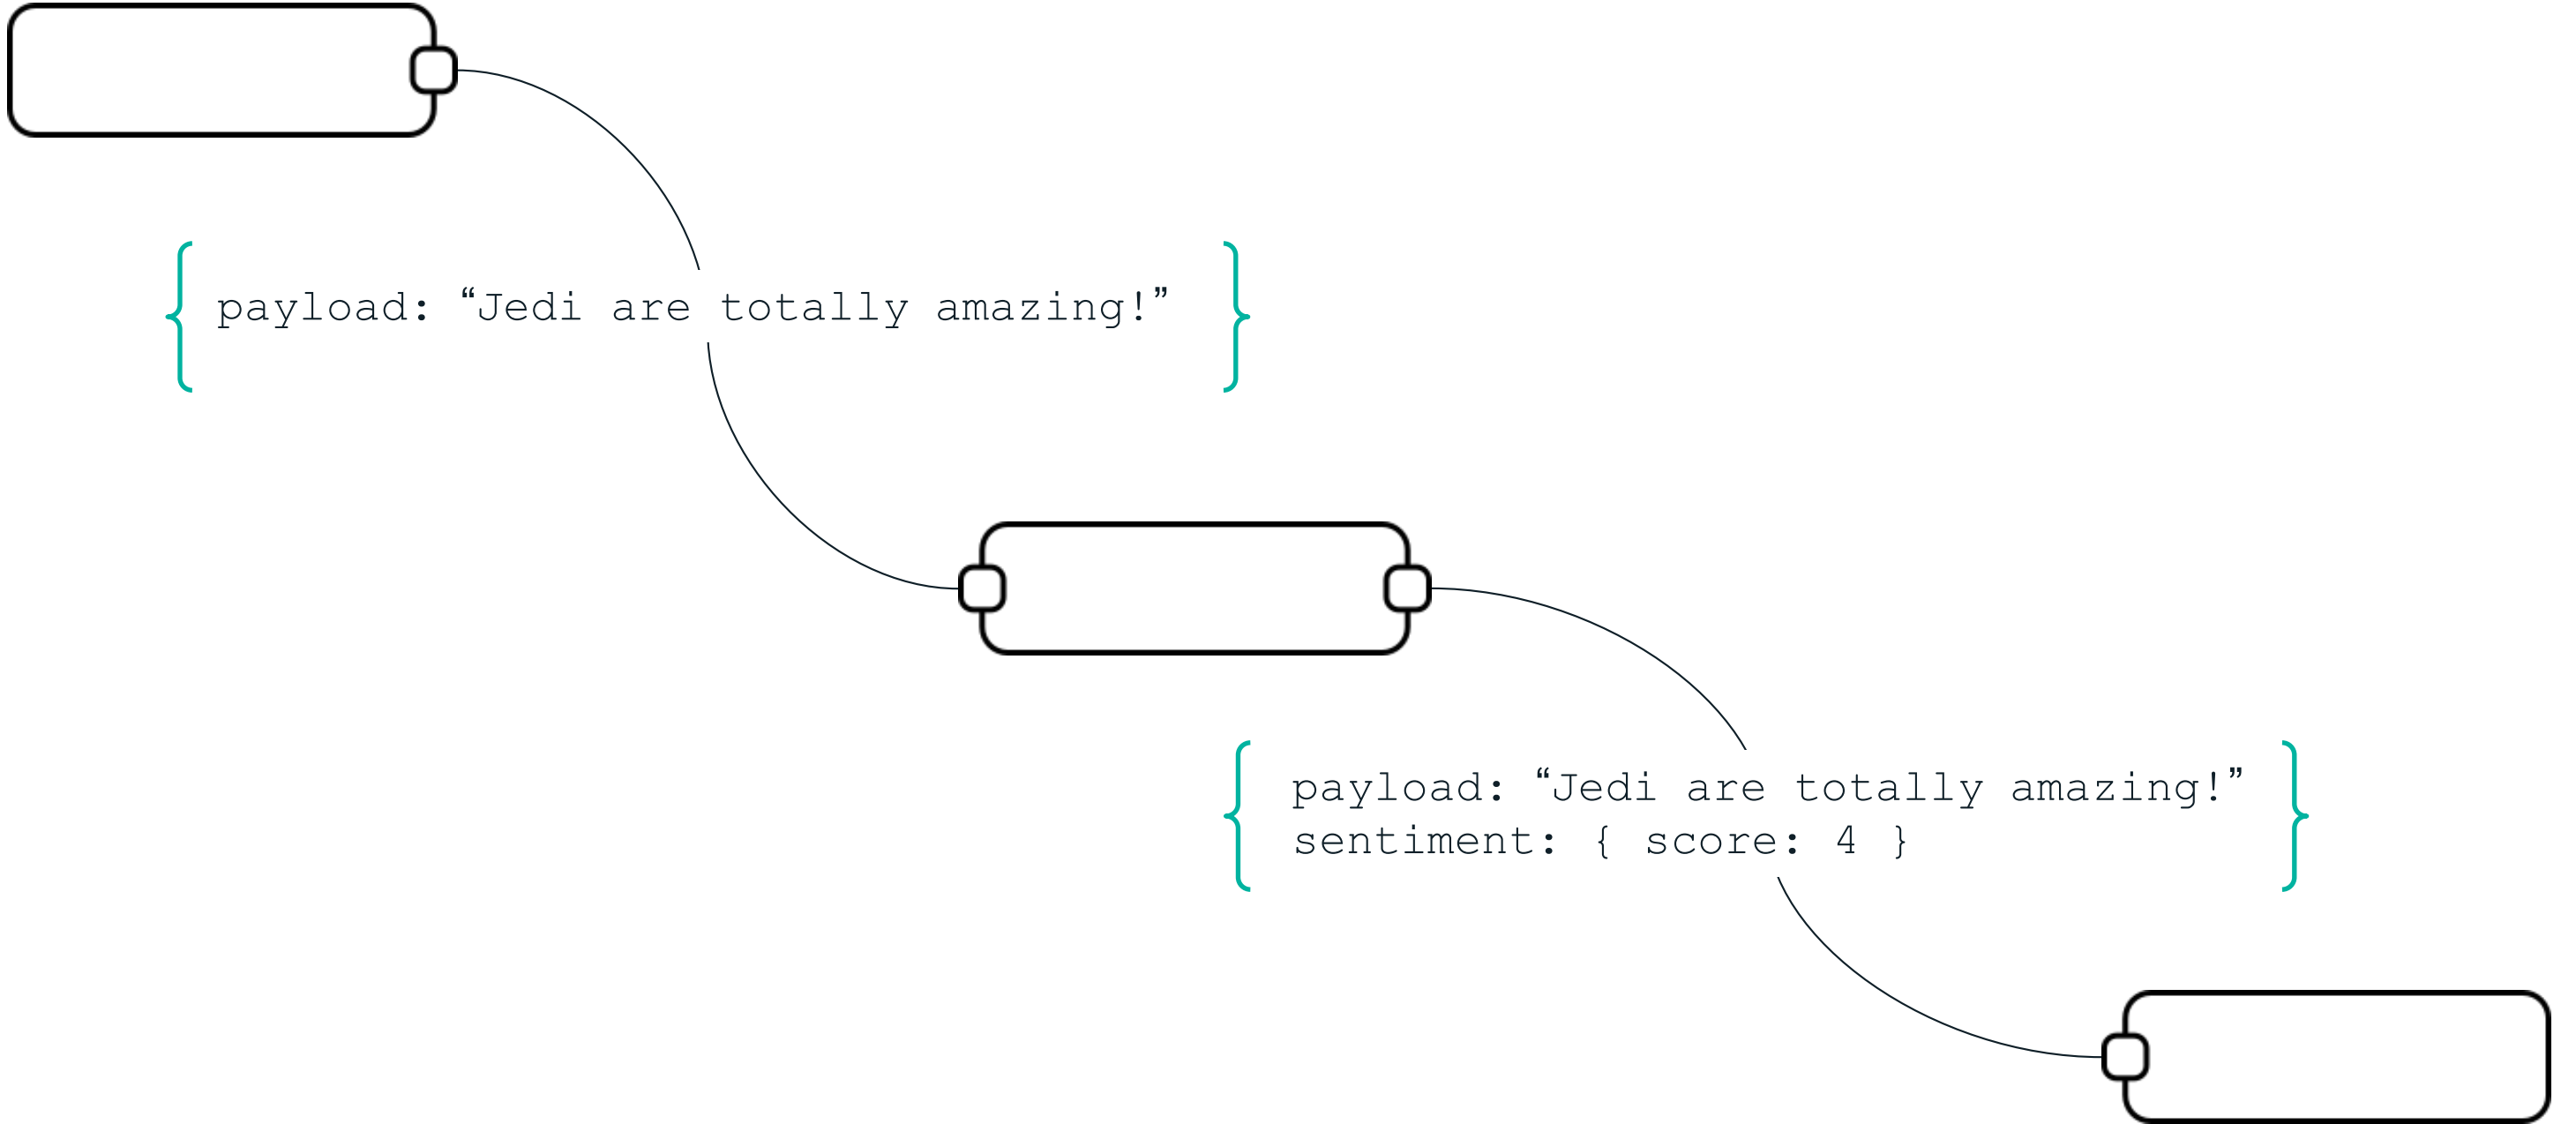 payload: “Jedi are totally amazing!”
payload: “Jedi are totally amazing!”
sentiment: { score: 4 }